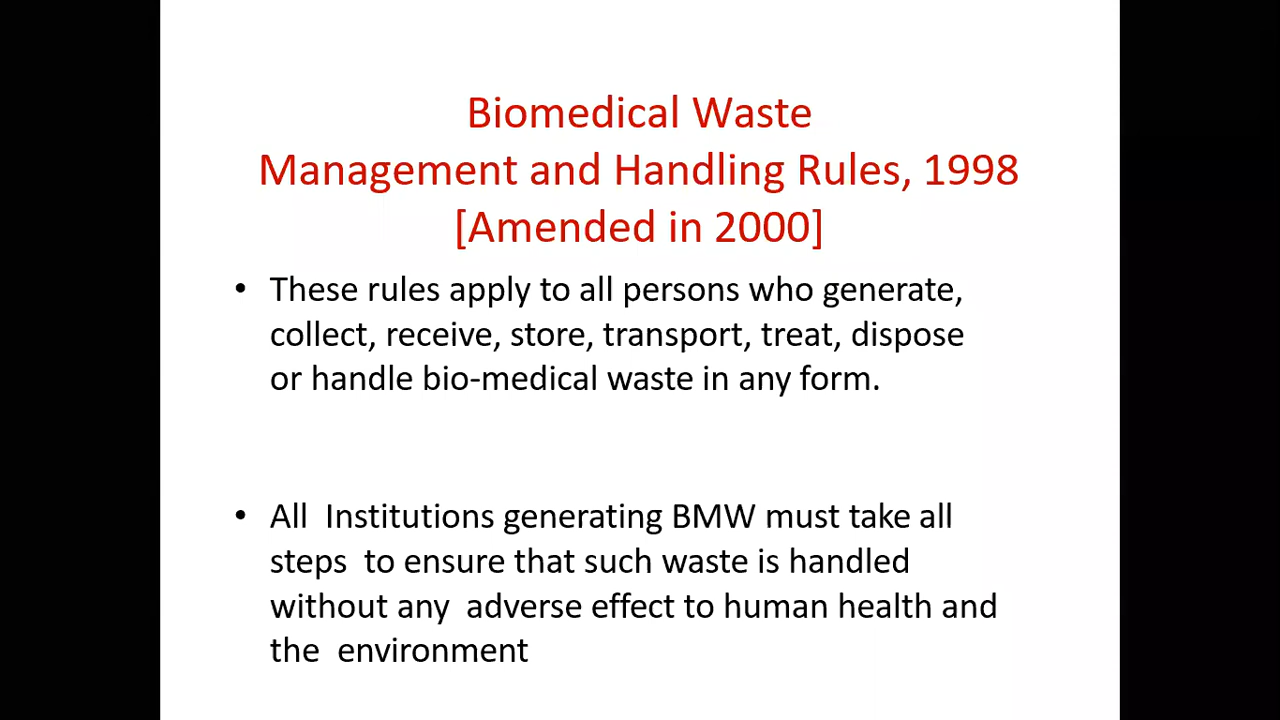 Biomedical Waste
Management and Handling Rules, 1998
[Amended in 2000]
• These rules apply to all persons who generate,
collect, receive, store, transport, treat, dispose
or handle bio-medical waste in any form.
• All  Institutions generating BMW must take all
steps  to ensure that such waste is handled
without any  adverse effect to human health and
the  environment